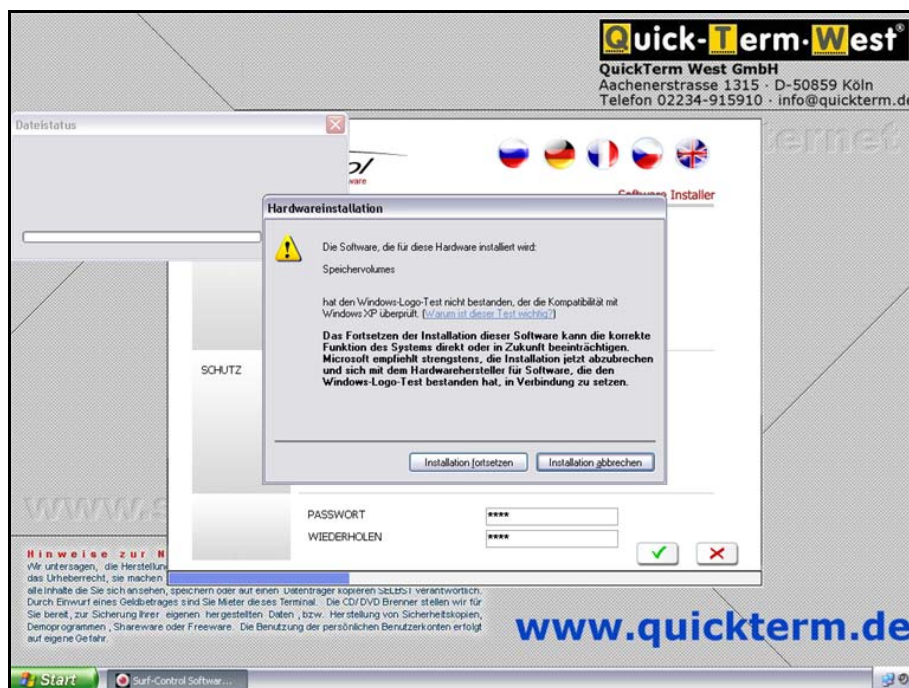 Quick-Term-West®
QuickTerm West GmbH
Aachenerstrasse 1315 · D-50859 Köln
Telefon 02234-915910 · info@quickterm.de
Dateistatus
ternet
Software Installer
Hardwareinstallation
Die Software, die für diese Hardware installiert wird:
Speichervolumes
hat den Windows-Logo-Test nicht bestanden, der die Kompatibilität mit
Windows XP überprüft. (Warum ist dieser Test wichtig?)
Das Fortsetzen der Installation dieser Software kann die korrekte
Funktion des Systems direkt oder in Zukunft beeinträchtigen.
Microsoft empfiehlt strengstens, die Installation jetzt abzubrechen
und sich mit dem Hardwarehersteller für Software, die den
Windows-Logo-Test bestanden hat, in Verbindung zu setzen.
SCHUTZ
Installation fortsetzen
Installation abbrechen
www.s
PASSWORT ****
WIEDERHOLEN ****
Hinweise zur N
Wir untersagen, die Herstellun
das Urheberrecht, sie machen
alle Inhalte die Sie sich ansehen, speichern oder auf einen Datenträger kopieren SELBST verantwortlich.
Durch Einwurf eines Geldbetrages sind Sie Mieter dieses Terminal. Die CD/DVD Brenner stellen wir für
Sie bereit, zur Sicherung Ihrer eigenen hergestellten Daten, bzw. Herstellung von Sicherheitskopien,
Demoprogrammen, Shareware oder Freeware. Die Benutzung der persönlichen Benutzerkonten erfolgt
auf eigene Gefahr.
www.quickterm.de
Start
Surf-Control Softwar...